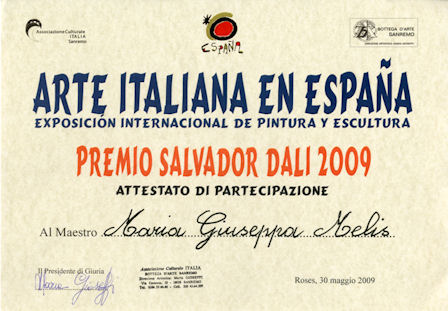 Associazione Culturale
ITALIA
Sanremo
ESPAÑA
BOTTEGA D'ARTE
SANREMO
ARTE ITALIANA EN ESPAÑA
EXPOSICIÓN INTERNACIONAL DE PINTURA Y ESCULTURA
PREMIO SALVADOR DALI 2009
ATTESTATO DI PARTECIPAZIONE
Al Maestro Maria Giuseppa Melis
Il Presidente di Giuria
Associazione Culturale ITALIA
BOTTEGA D'ARTE SANREMO
Roses, 30 maggio 2009